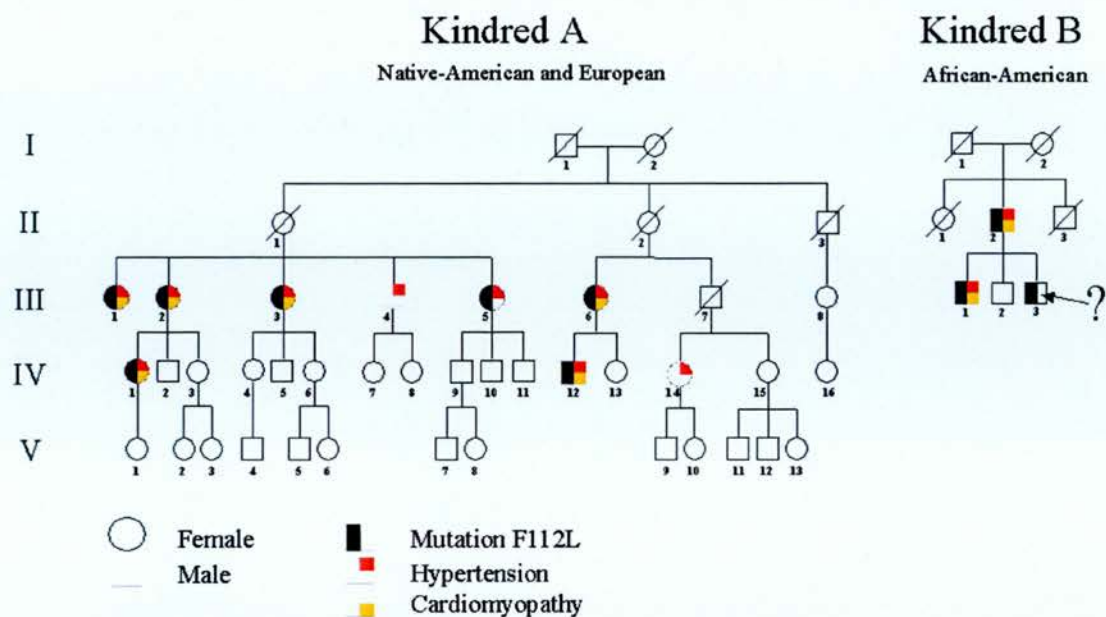 Kindred A Kindred B
Native-American and European African-American
I
1 2 1 2
II
1 2 3 1 2 3
III
1 2 3 4 5 6 7 8 1 2 3 ?
IV
1 2 3 4 5 6 7 8 9 10 11 12 13 14 15 16
V
1 2 3 4 5 6 7 8 9 10 11 12 13
Female Mutation F112L
Male Hypertension
Cardiomyopathy